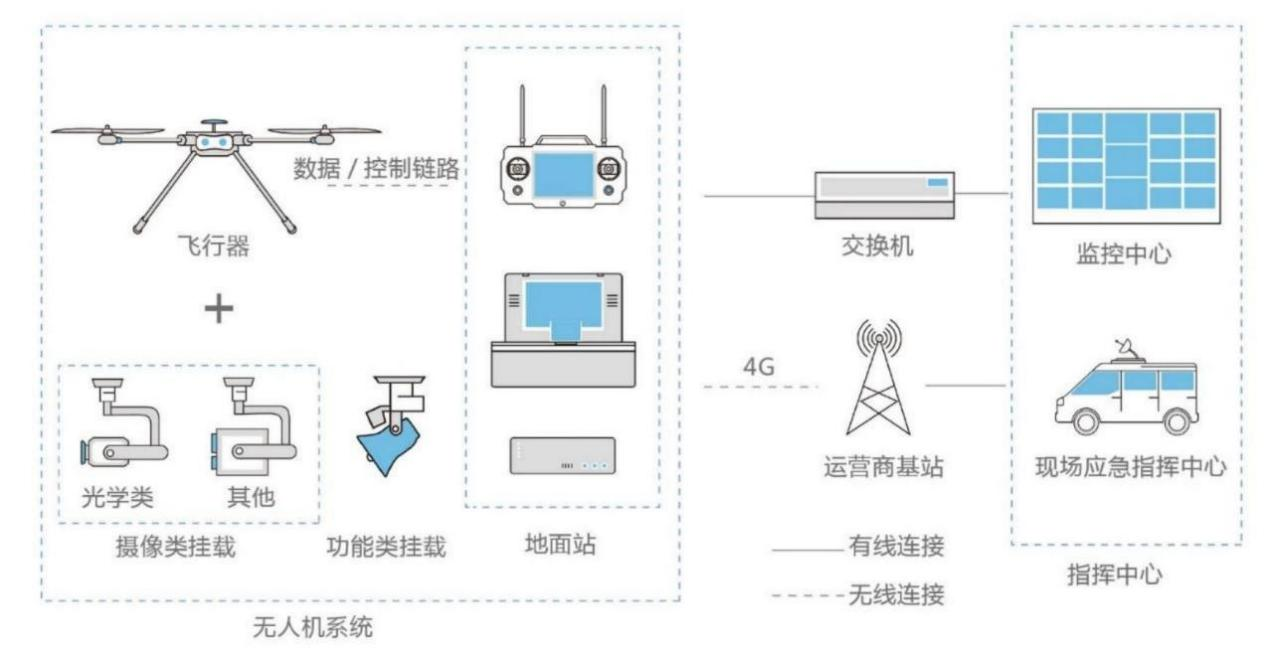 数据 / 控制链路
飞行器
交换机
监控中心
4G
光学类
其他
运营商基站
现场应急指挥中心
摄像类挂载
功能类挂载
地面站
有线连接
指挥中心
无线连接
无人机系统